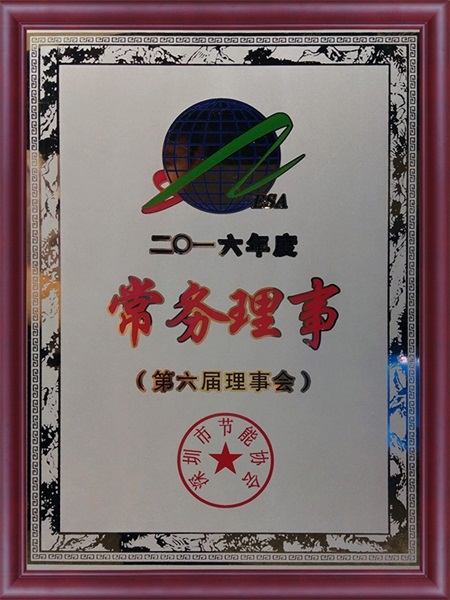 ESA
二〇一六年度
常务理事
（第六届理事会）
深圳市节能协会